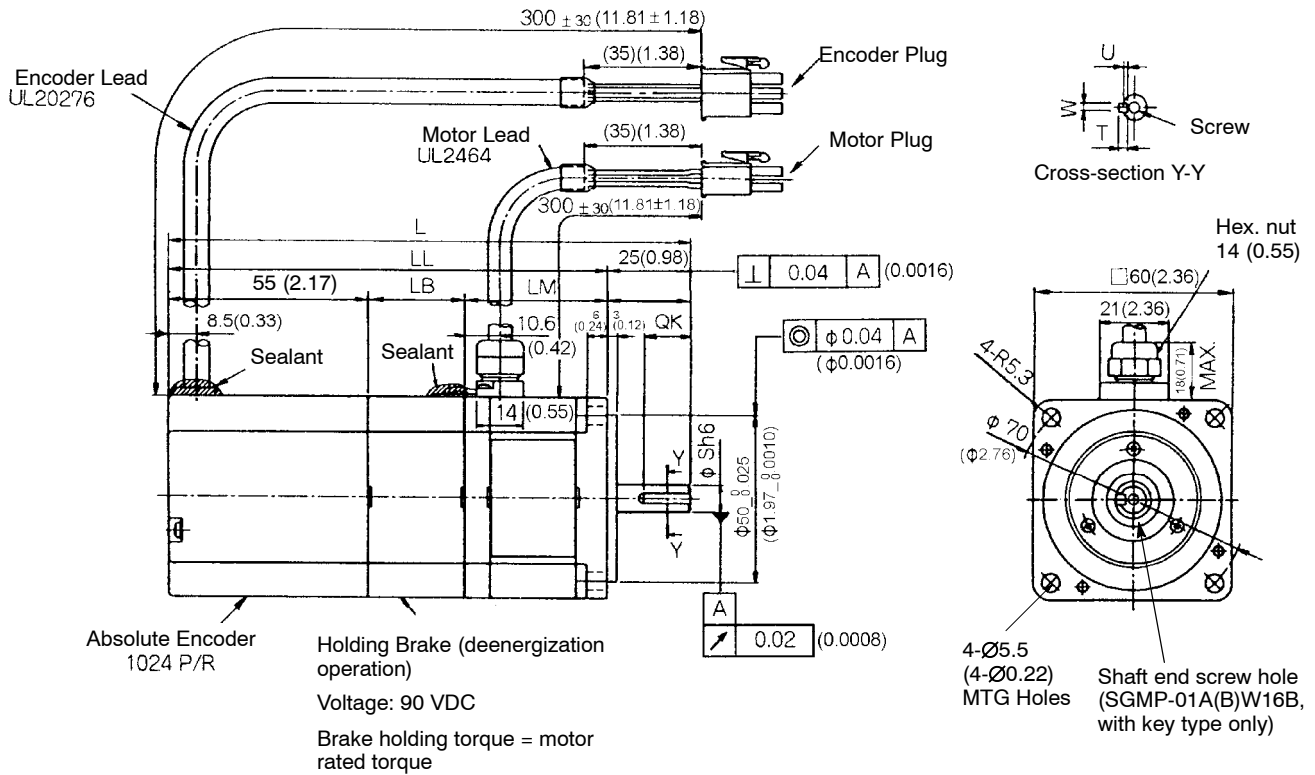 300 ±30 (11.81±1.18)
(35)(1.38)
Encoder Plug
Encoder Lead
UL20276
Motor Lead
UL2464
(35)(1.38)
Motor Plug
300 ±30(11.81±1.18)
U
W
T
Screw
Cross-section Y-Y
L
LL
25(0.98)
⊥ 0.04 A (0.0016)
55 (2.17)
LB
LM
8.5(0.33)
10.6
(0.42)
6
(0.24)
3
(0.12)
QK
◎ ϕ0.04 A
(ϕ0.0016)
Sealant
Sealant
14 (0.55)
Y
Y
ϕ Sh6
ϕ50 -0.025 0
(ϕ1.97 -0.0010 0)
A
↗ 0.02 (0.0008)
Absolute Encoder
1024 P/R
Holding Brake (deenergization
operation)
Voltage: 90 VDC
Brake holding torque = motor
rated torque
Hex. nut
14 (0.55)
□60(2.36)
21(2.36)
18(0.71)
MAX.
4-R5.3
ϕ 70
(ϕ2.76)
4-Ø5.5
(4-Ø0.22)
MTG Holes
Shaft end screw hole
(SGMP-01A(B)W16B,
with key type only)